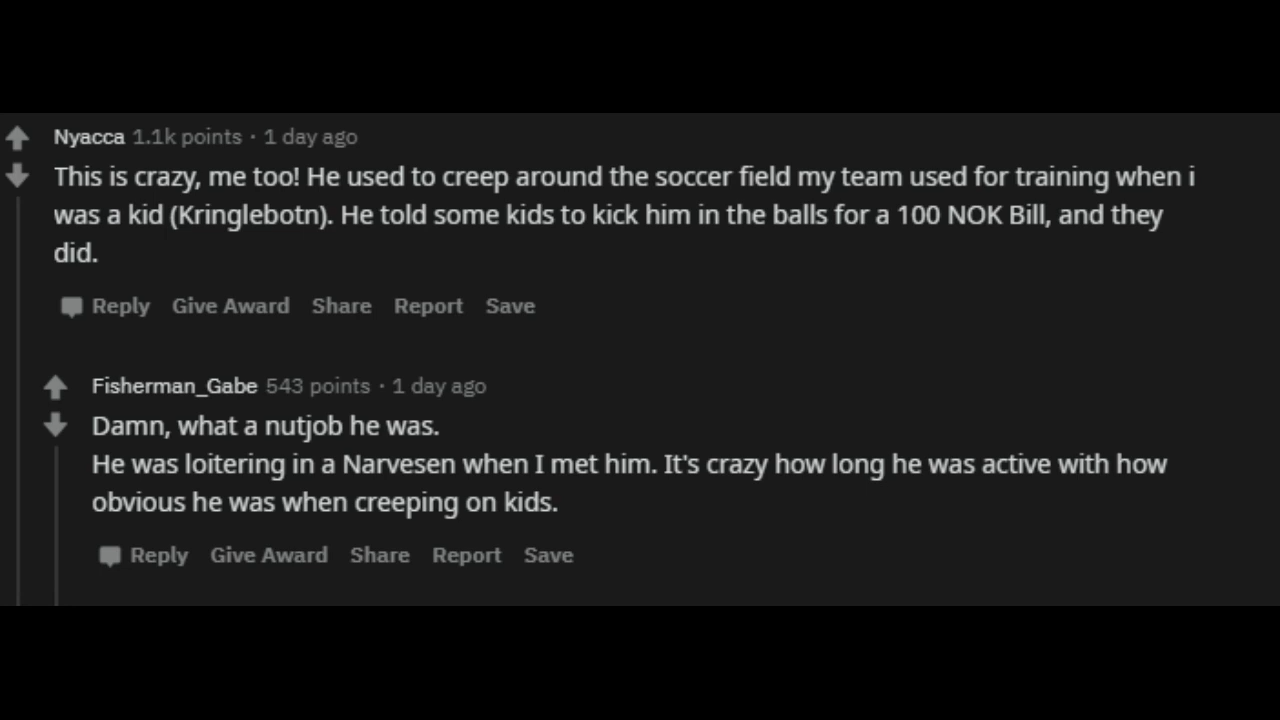 Nyacca 1.1k points · 1 day ago
This is crazy, me too! He used to creep around the soccer field my team used for training when i
was a kid (Kringlebotn). He told some kids to kick him in the balls for a 100 NOK Bill, and they
did.
Reply Give Award Share Report Save
Fisherman_Gabe 543 points · 1 day ago
Damn, what a nutjob he was.
He was loitering in a Narvesen when I met him. It's crazy how long he was active with how
obvious he was when creeping on kids.
Reply Give Award Share Report Save